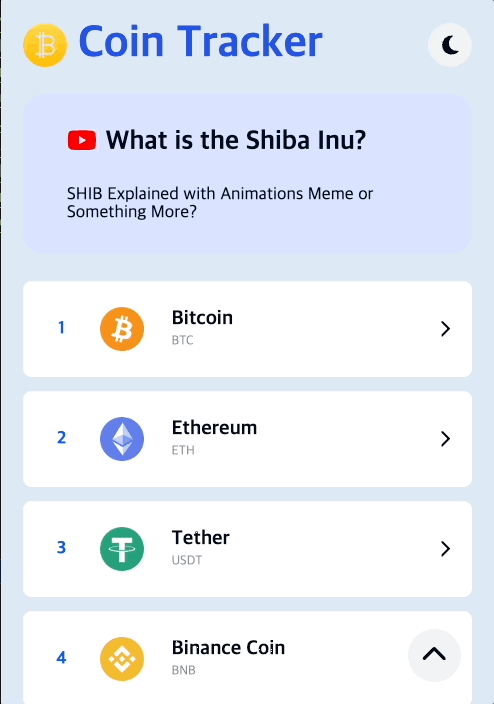 Coin Tracker
What is the Shiba Inu?
SHIB Explained with Animations Meme or
Something More?
1
Bitcoin
BTC
2
Ethereum
ETH
3
Tether
USDT
4
Binance Coin
BNB